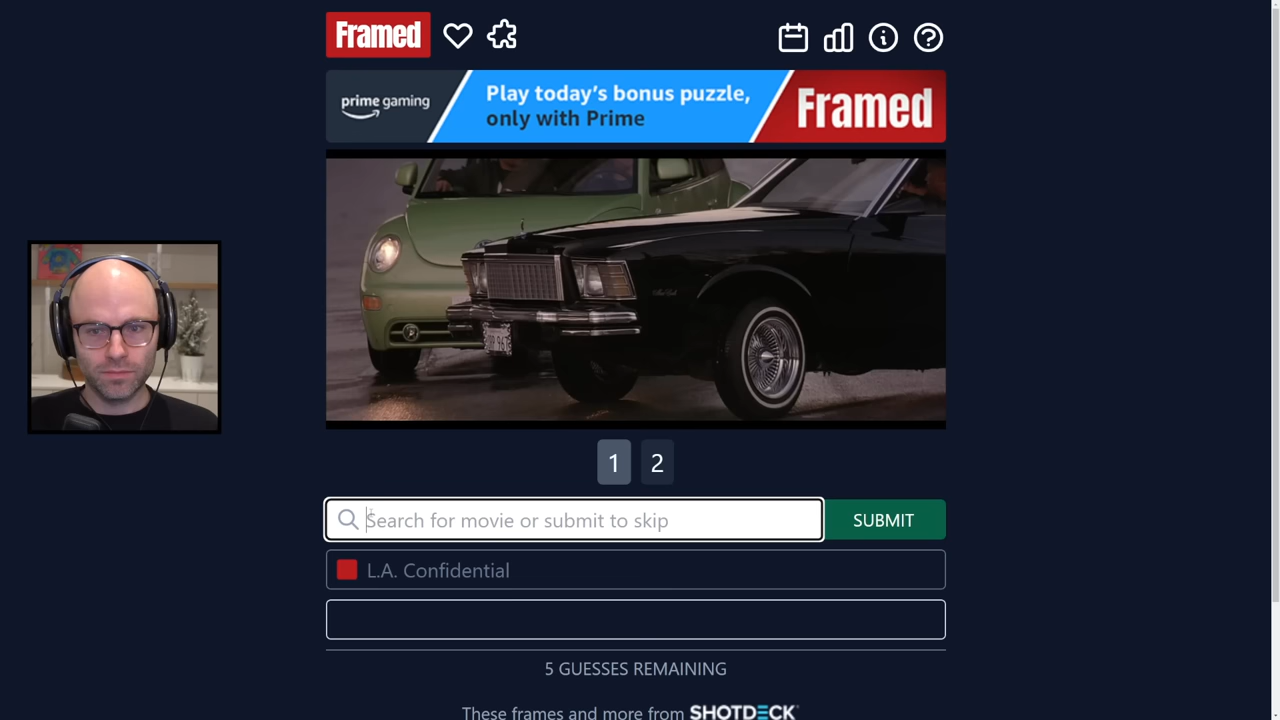 Framed
prime gaming
Play today's bonus puzzle,
only with Prime
Framed
1 2
Search for movie or submit to skip
SUBMIT
L.A. Confidential
5 GUESSES REMAINING
These frames and more from SHOTDECK